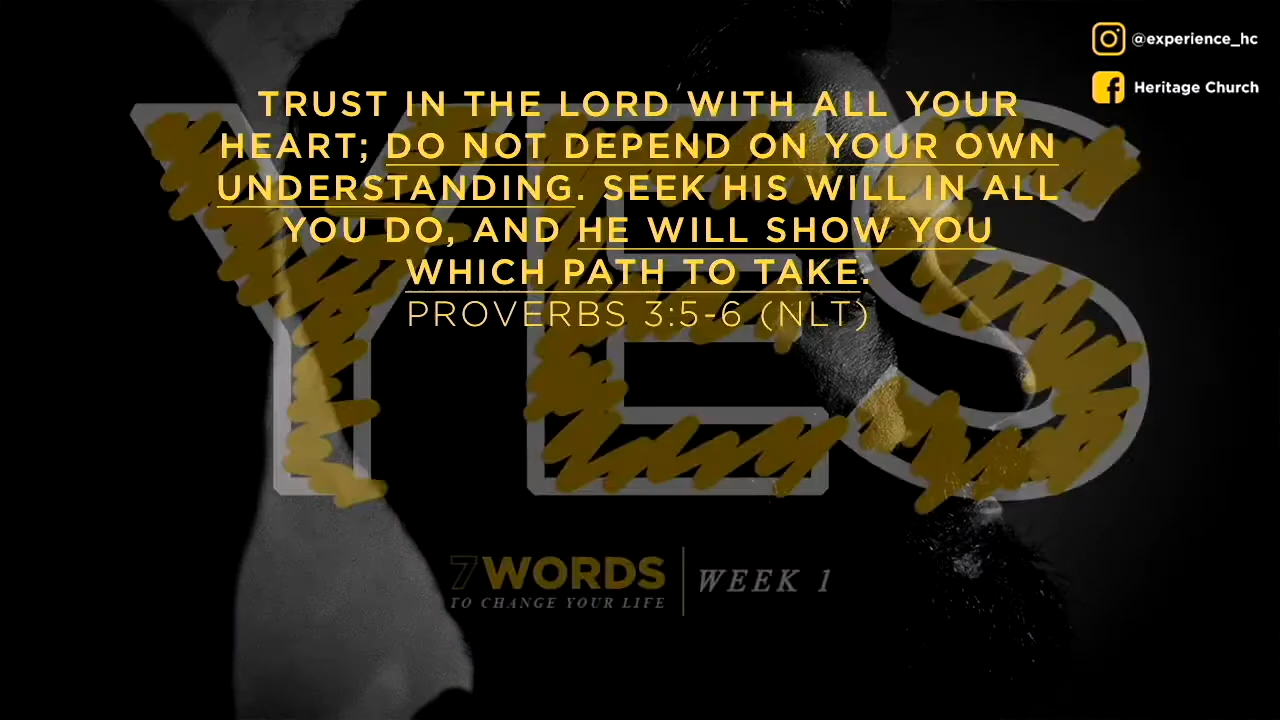 @experience_hc
Heritage Church
TRUST IN THE LORD WITH ALL YOUR
HEART; DO NOT DEPEND ON YOUR OWN
UNDERSTANDING. SEEK HIS WILL IN ALL
YOU DO, AND HE WILL SHOW YOU
WHICH PATH TO TAKE.
PROVERBS 3:5-6 (NLT)
YES
7 WORDS
TO CHANGE YOUR LIFE
WEEK 1